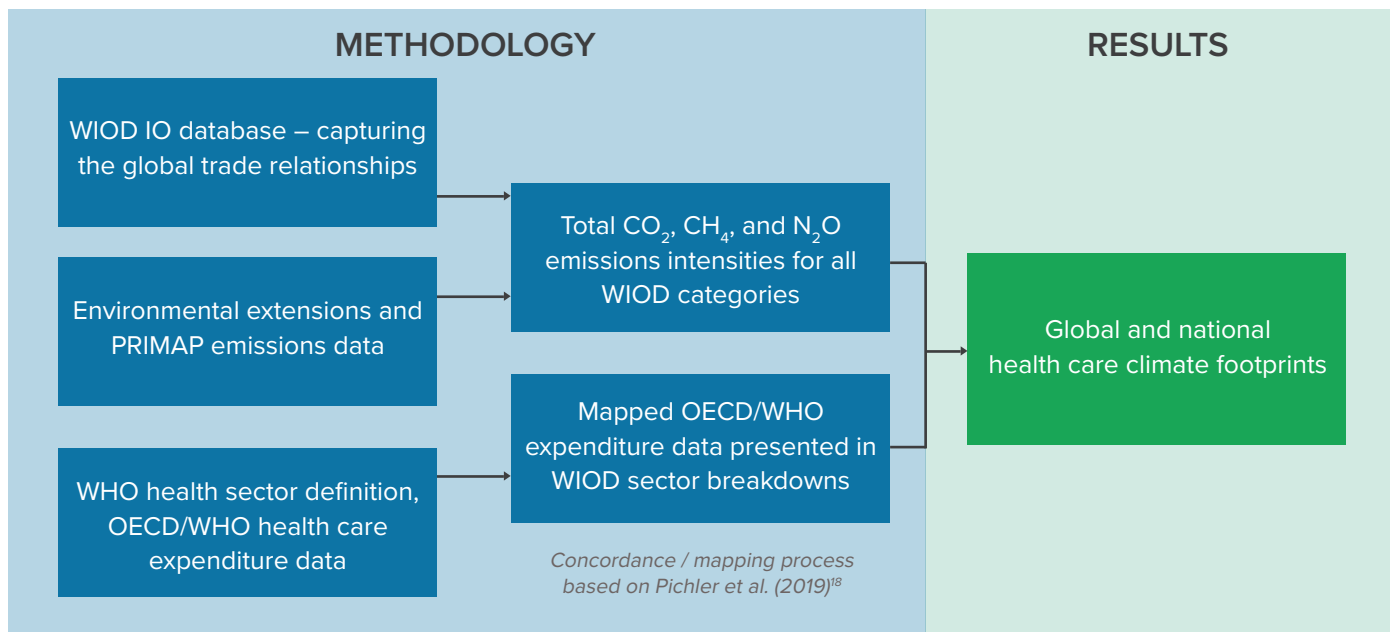 METHODOLOGY
RESULTS
WIOD IO database – capturing
the global trade relationships
Environmental extensions and
PRIMAP emissions data
WHO health sector definition,
OECD/WHO health care
expenditure data
Total CO₂, CH₄, and N₂O
emissions intensities for all
WIOD categories
Mapped OECD/WHO
expenditure data presented in
WIOD sector breakdowns
Concordance / mapping process
based on Pichler et al. (2019)¹⁸
Global and national
health care climate footprints